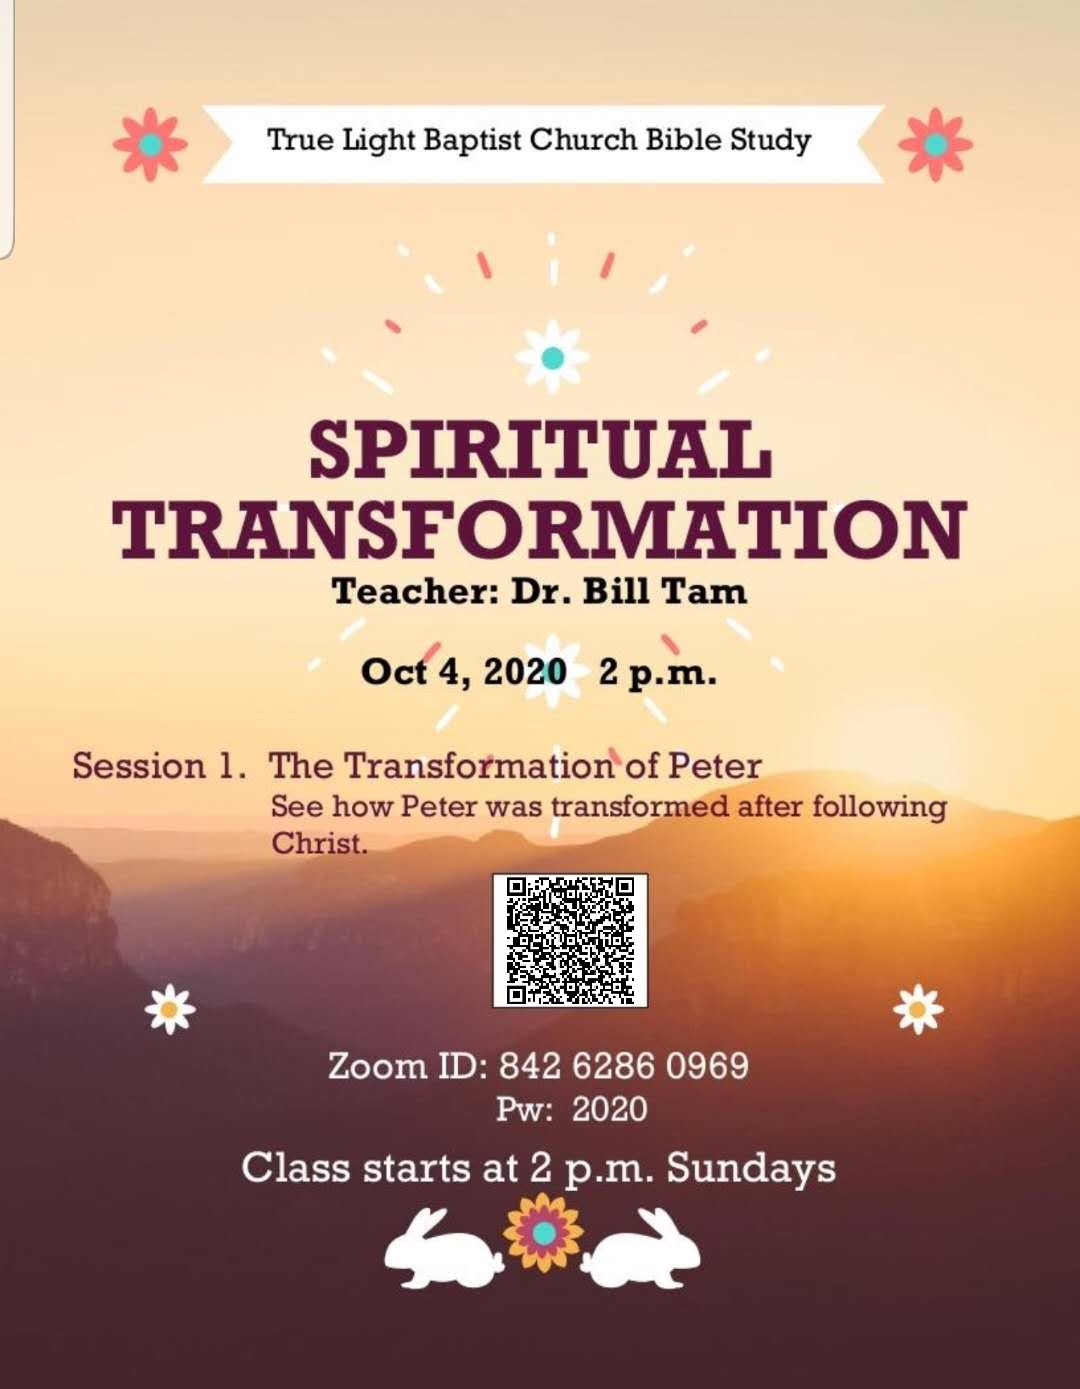 True Light Baptist Church Bible Study
SPIRITUAL
TRANSFORMATION
Teacher: Dr. Bill Tam
Oct 4, 2020 2 p.m.
Session 1. The Transformation of Peter
See how Peter was transformed after following
Christ.
Zoom ID: 842 6286 0969
Pw: 2020
Class starts at 2 p.m. Sundays